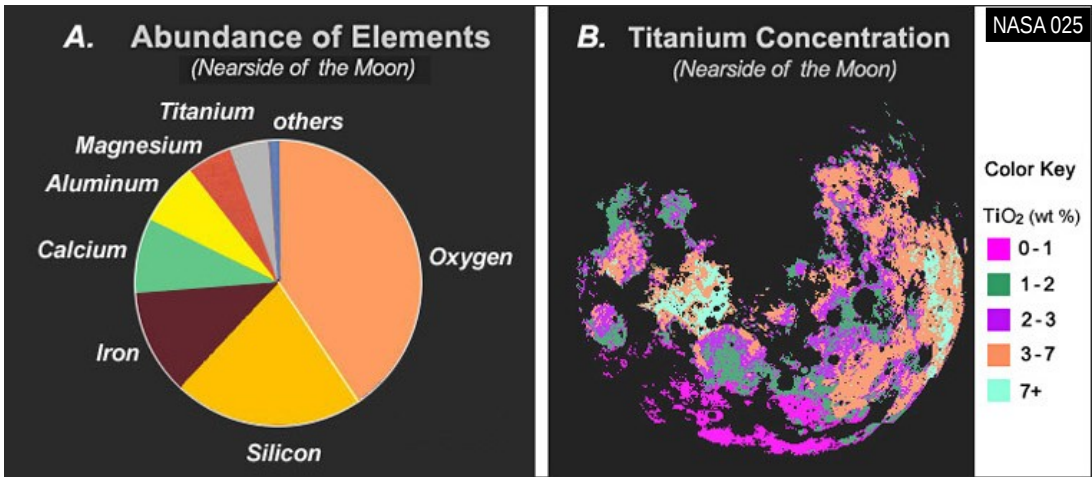 A. Abundance of Elements
(Nearside of the Moon)
Titanium
others
Magnesium
Aluminum
Calcium
Oxygen
Iron
Silicon
B. Titanium Concentration
(Nearside of the Moon)
NASA 025
Color Key
TiO₂ (wt %)
0 - 1
1 - 2
2 - 3
3 - 7
7+